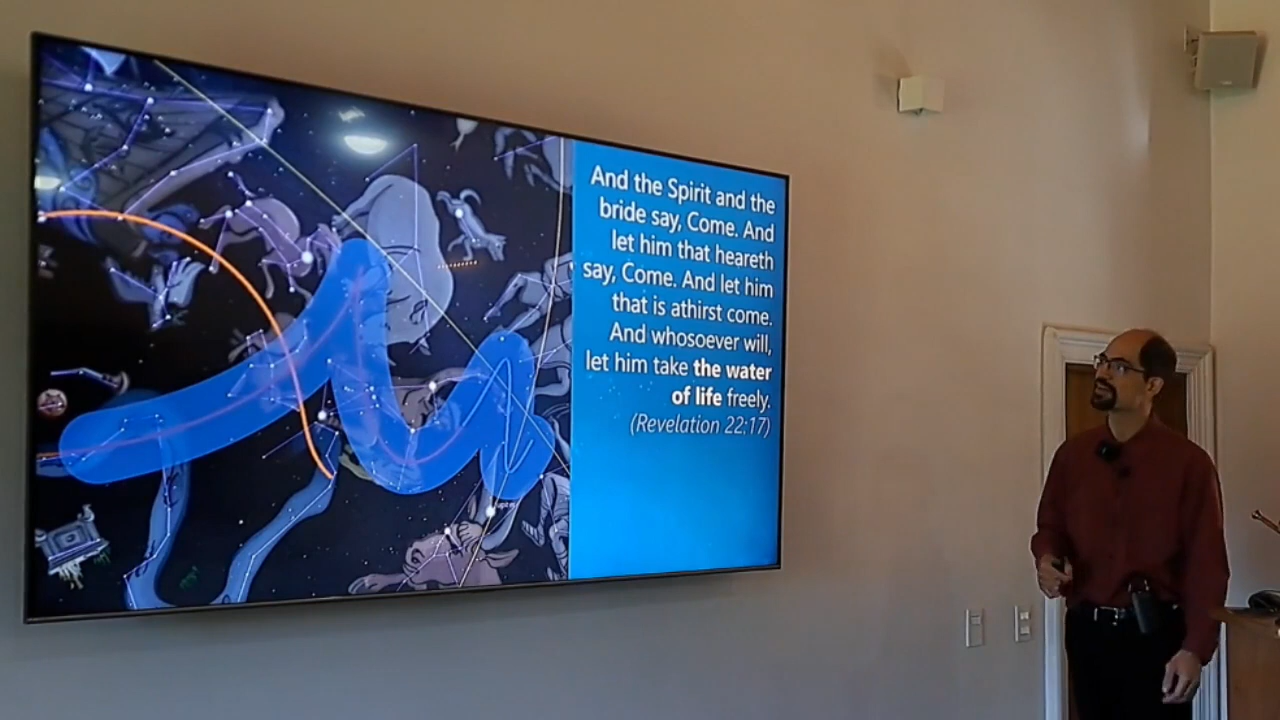 And the Spirit and the
bride say, Come. And
let him that heareth
say, Come. And let him
that is athirst come.
And whosoever will,
let him take the water
of life freely.
(Revelation 22:17)